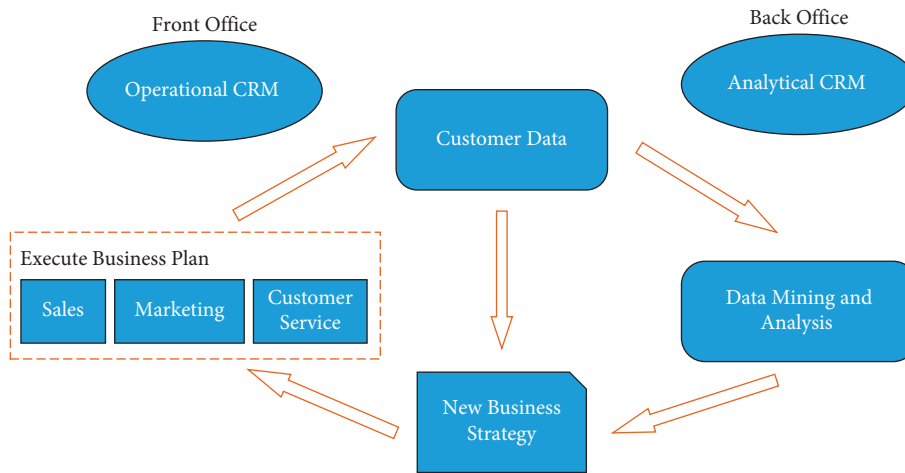 Front Office
Back Office
Operational CRM
Analytical CRM
Customer Data
Execute Business Plan
Sales
Marketing
Customer
Service
Data Mining and
Analysis
New Business
Strategy